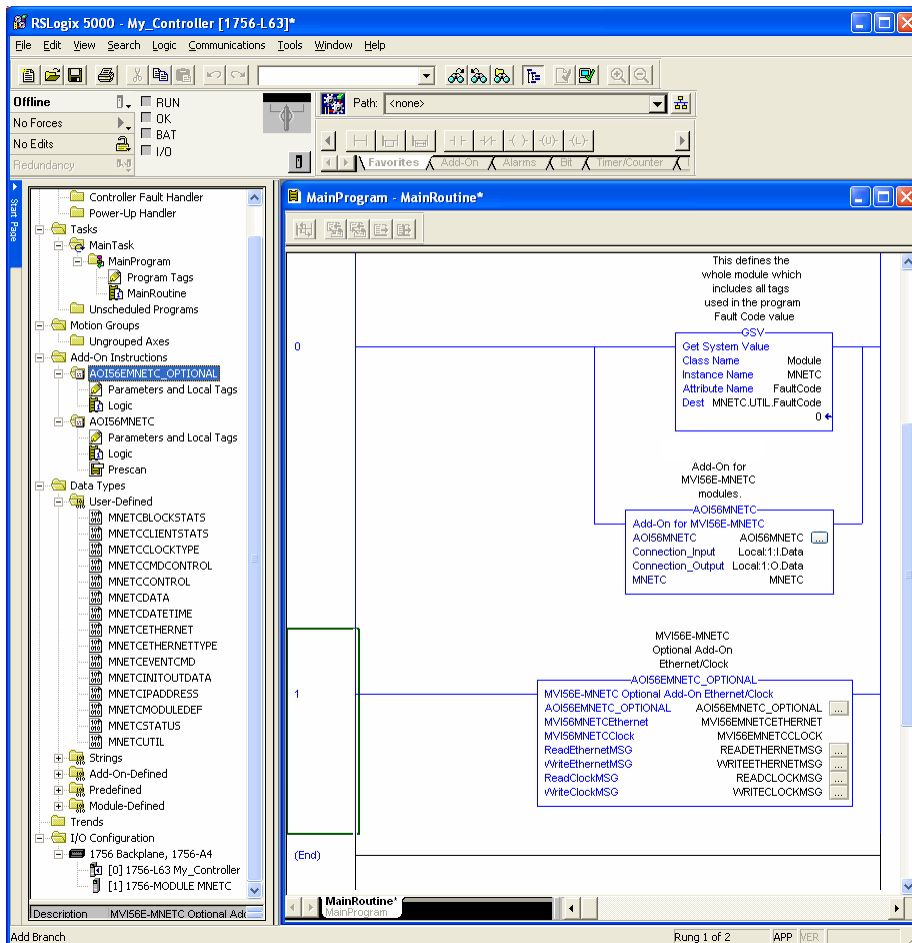 RSLogix 5000 - My_Controller [1756-L63]*
File Edit View Search Logic Communications Tools Window Help
Offline
RUN
No Forces
OK
No Edits
BAT
Redundancy
I/O
Path: <none>
Favorites Add-On Alarms Bit Timer/Counter
Start Page
Controller Fault Handler
Power-Up Handler
Tasks
MainTask
MainProgram
Program Tags
MainRoutine
Unscheduled Programs
Motion Groups
Ungrouped Axes
Add-On Instructions
AOI56EMNETC_OPTIONAL
Parameters and Local Tags
Logic
AOI56MNETC
Parameters and Local Tags
Logic
Prescan
Data Types
User-Defined
MNETCBLOCKSTATS
MNETCCLIENTSTATS
MNETCCLOCKTYPE
MNETCCMDCONTROL
MNETCCONTROL
MNETCDATA
MNETCDATETIME
MNETCETHERNET
MNETCETHERNETTYPE
MNETCEVENTCMD
MNETCINITOUTDATA
MNETCIPADDRESS
MNETCMODULEDEF
MNETCSTATUS
MNETCUTIL
Strings
Add-On-Defined
Predefined
Module-Defined
Trends
I/O Configuration
1756 Backplane, 1756-A4
[0] 1756-L63 My_Controller
[1] 1756-MODULE MNETC
Description MVI56E-MNETC Optional Add
MainProgram - MainRoutine*
This defines the
whole module which
includes all tags
used in the program
Fault Code value
0
GSV
Get System Value
Class Name Module
Instance Name MNETC
Attribute Name FaultCode
Dest MNETC.UTIL.FaultCode
0
Add-On for
MVI56E-MNETC
modules.
AOI56MNETC
Add-On for MVI56E-MNETC
AOI56MNETC AOI56MNETC ...
Connection_Input Local:1:I.Data
Connection_Output Local:1:O.Data
MNETC MNETC
MVI56E-MNETC
Optional Add-On
Ethernet/Clock
1
AOI56EMNETC_OPTIONAL
MVI56E-MNETC Optional Add-On Ethernet/Clock
AOI56EMNETC_OPTIONAL AOI56EMNETC_OPTIONAL ...
MVI56MNETCEthernet MVI56EMNETCETHERNET
MVI56MNETCClock MVI56EMNETCCLOCK
ReadEthernetMSG READETHERNETMSG ...
WriteEthernetMSG WRITEETHERNETMSG ...
ReadClockMSG READCLOCKMSG ...
WriteClockMSG WRITECLOCKMSG ...
(End)
MainRoutine*
MainProgram
Add Branch
Rung 1 of 2 APP VER